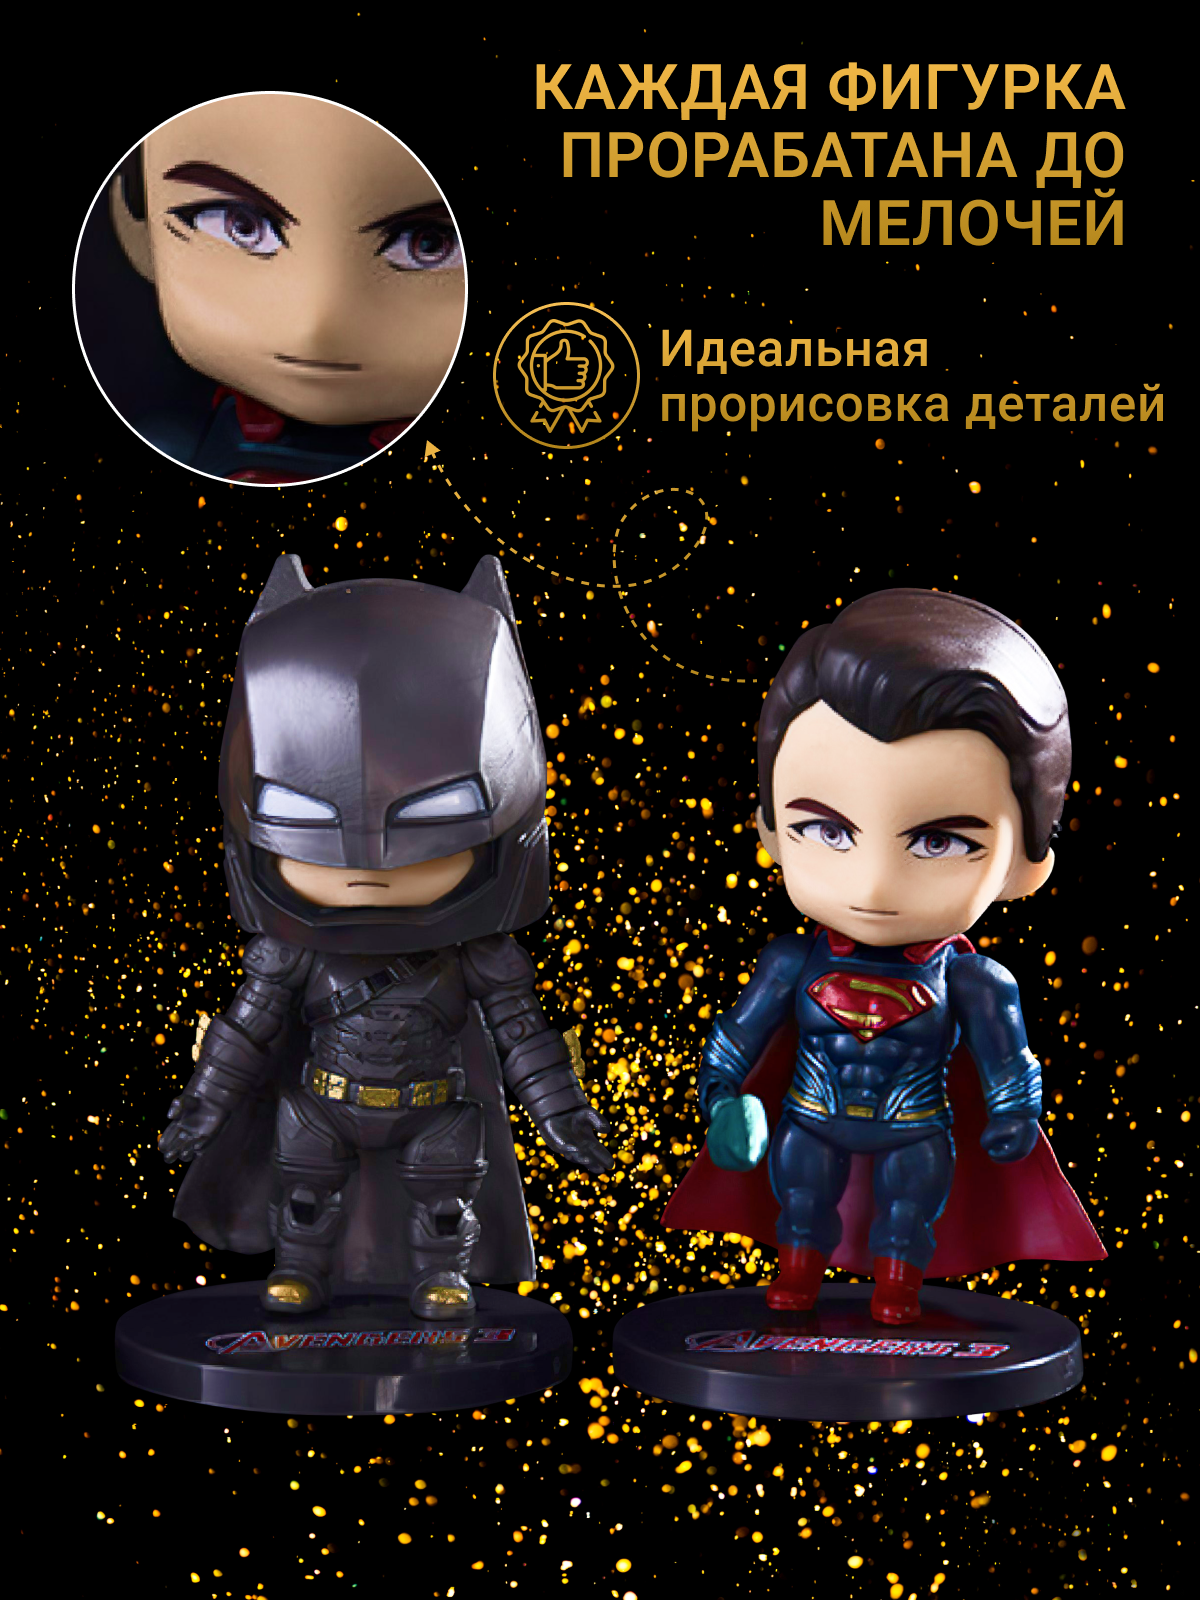 КАЖДАЯ ФИГУРКА
ПРОРАБАТАНА ДО
МЕЛОЧЕЙ
Идеальная
прорисовка деталей
AVENGERS 3
AVENGERS 3